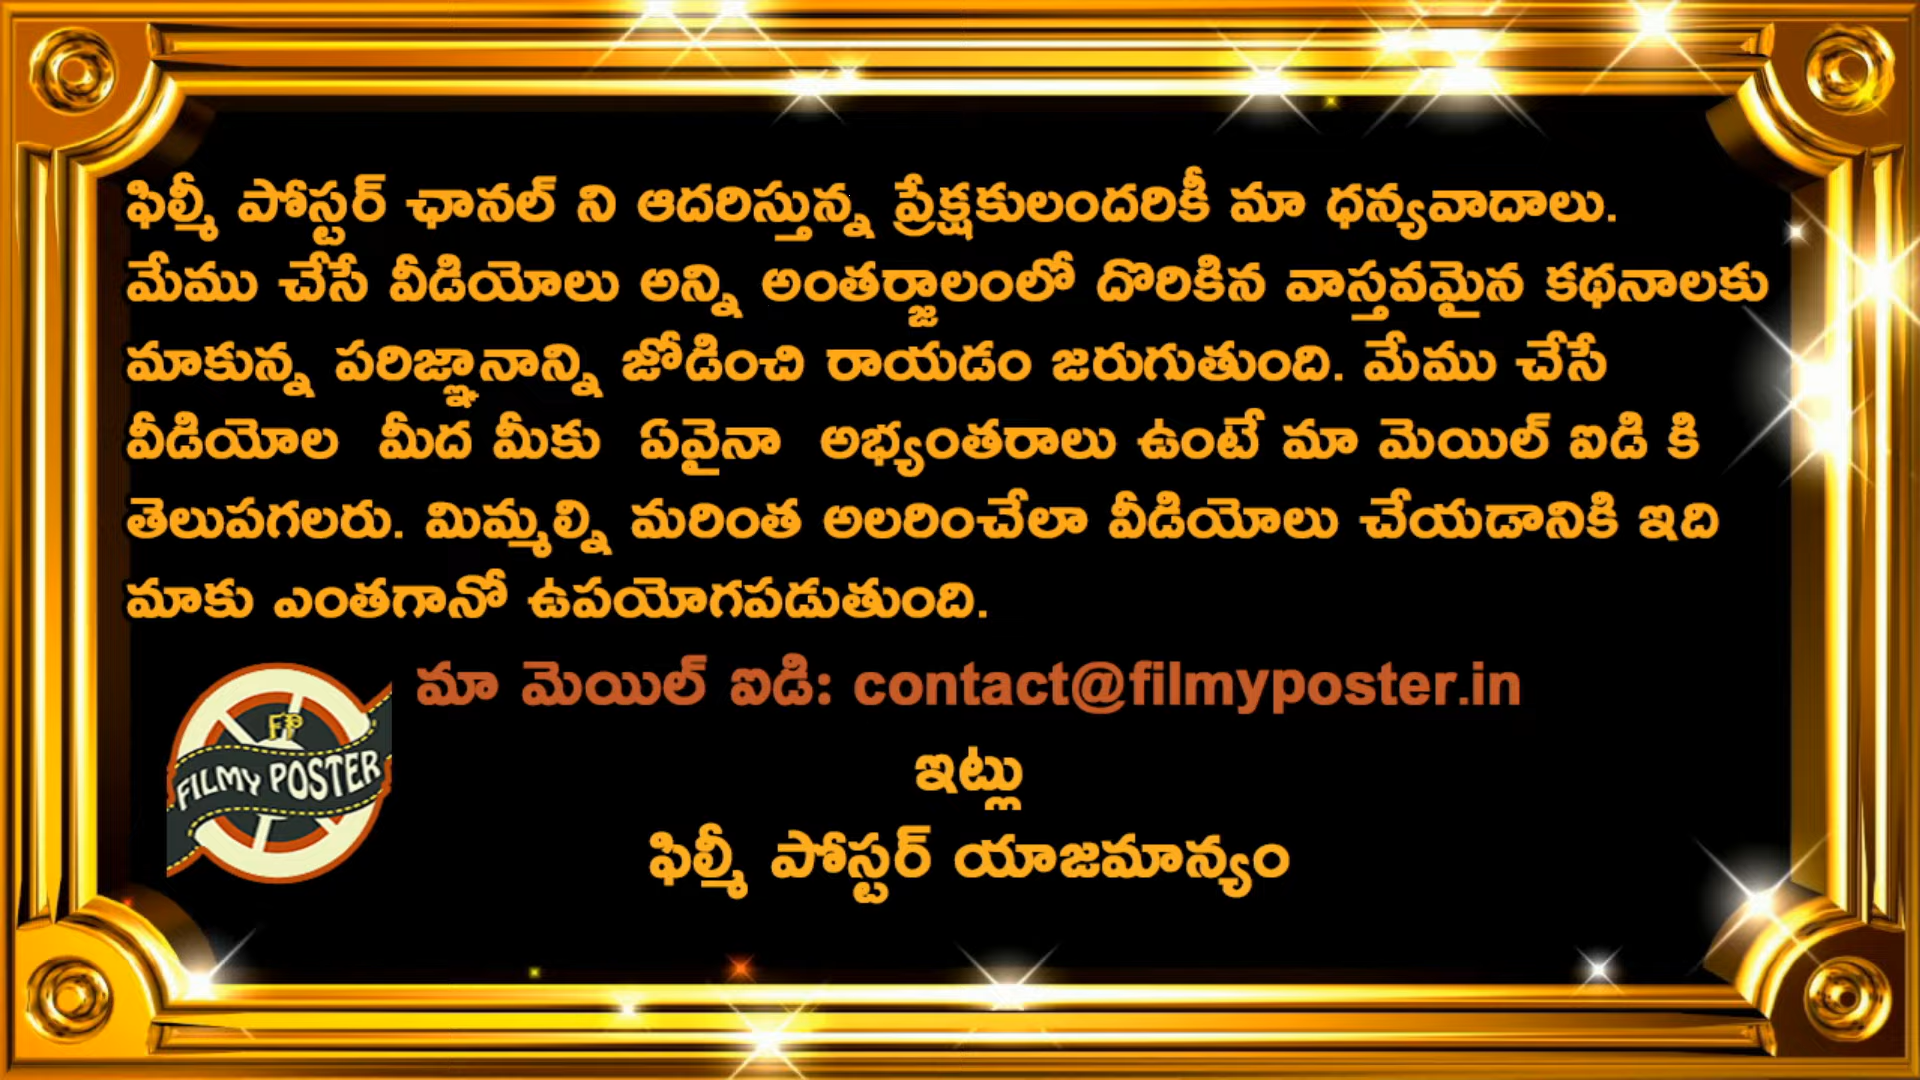 ఫిల్మీ పోస్టర్ ఛానల్ ని ఆదరిస్తున్న ప్రేక్షకులందరికీ మా ధన్యవాదాలు.
మేము చేసే వీడియోలు అన్ని అంతర్జాలంలో దొరికిన వాస్తవమైన కథనాలకు
మాకున్న పరిజ్ఞానాన్ని జోడించి రాయడం జరుగుతుంది. మేము చేసే
వీడియోల మీద మీకు ఏవైనా అభ్యంతరాలు ఉంటే మా మెయిల్ ఐడి కి
తెలుపగలరు. మిమ్మల్ని మరింత అలరించేలా వీడియోలు చేయడానికి ఇది
మాకు ఎంతగానో ఉపయోగపడుతుంది.
మా మెయిల్ ఐడి: contact@filmyposter.in
FP
FILMY POSTER
ఇట్లు
ఫిల్మీ పోస్టర్ యాజమాన్యం